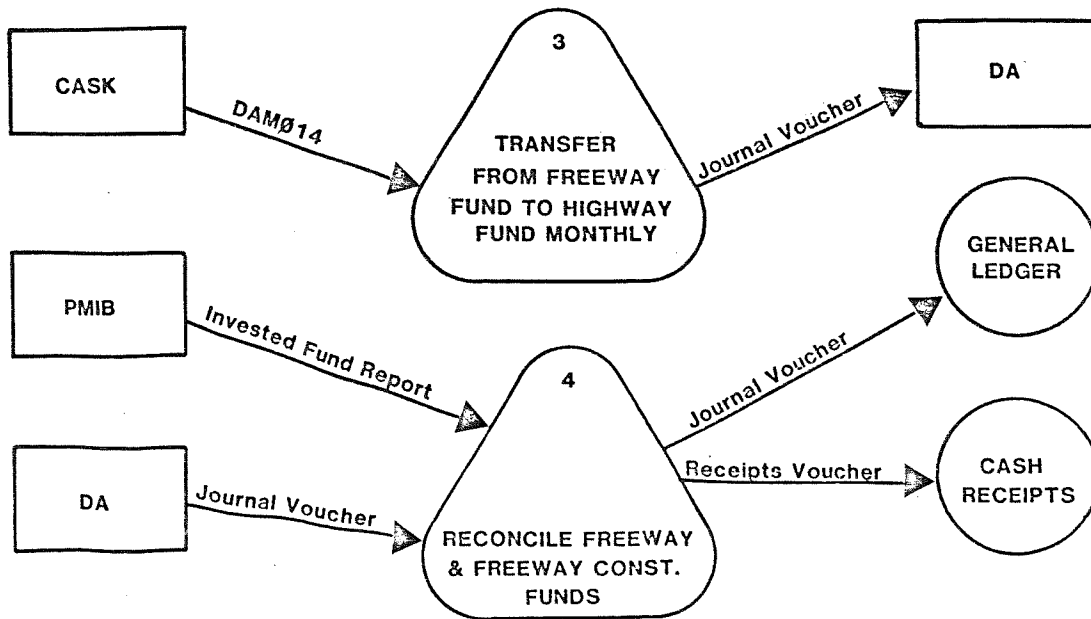 CASK
DAMØ14
3
TRANSFER
FROM FREEWAY
FUND TO HIGHWAY
FUND MONTHLY
Journal Voucher
DA
PMIB
Invested Fund Report
DA
Journal Voucher
4
RECONCILE FREEWAY
& FREEWAY CONST.
FUNDS
Journal Voucher
GENERAL
LEDGER
Receipts Voucher
CASH
RECEIPTS